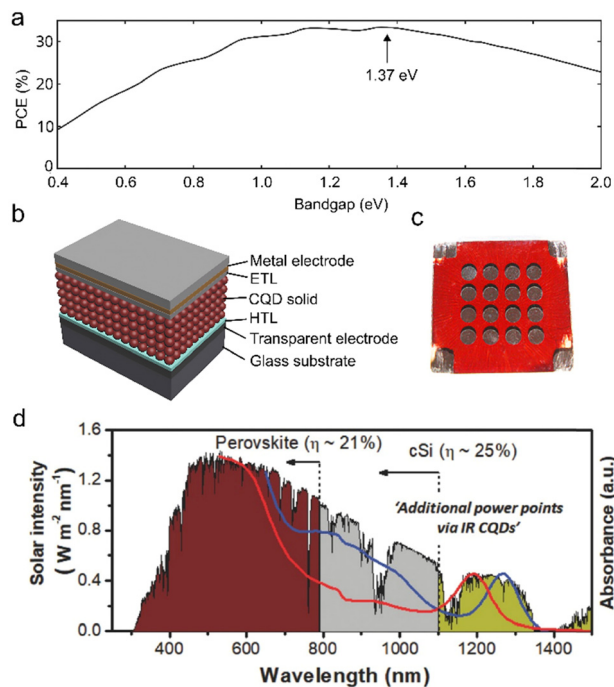 a
PCE (%)
30
20
10
0
1.37 eV
0.4
0.6
0.8
1.0
1.2
1.4
1.6
1.8
2.0
Bandgap (eV)
b
Metal electrode
ETL
CQD solid
HTL
Transparent electrode
Glass substrate
c
d
Solar intensity
( W m-2 nm-1)
1.6
1.2
0.8
0.4
0.0
Perovskite (η ~ 21%)
cSi (η ~ 25%)
‘Additional power points
via IR CQDs’
Absorbance (a.u.)
400
600
800
1000
1200
1400
Wavelength (nm)